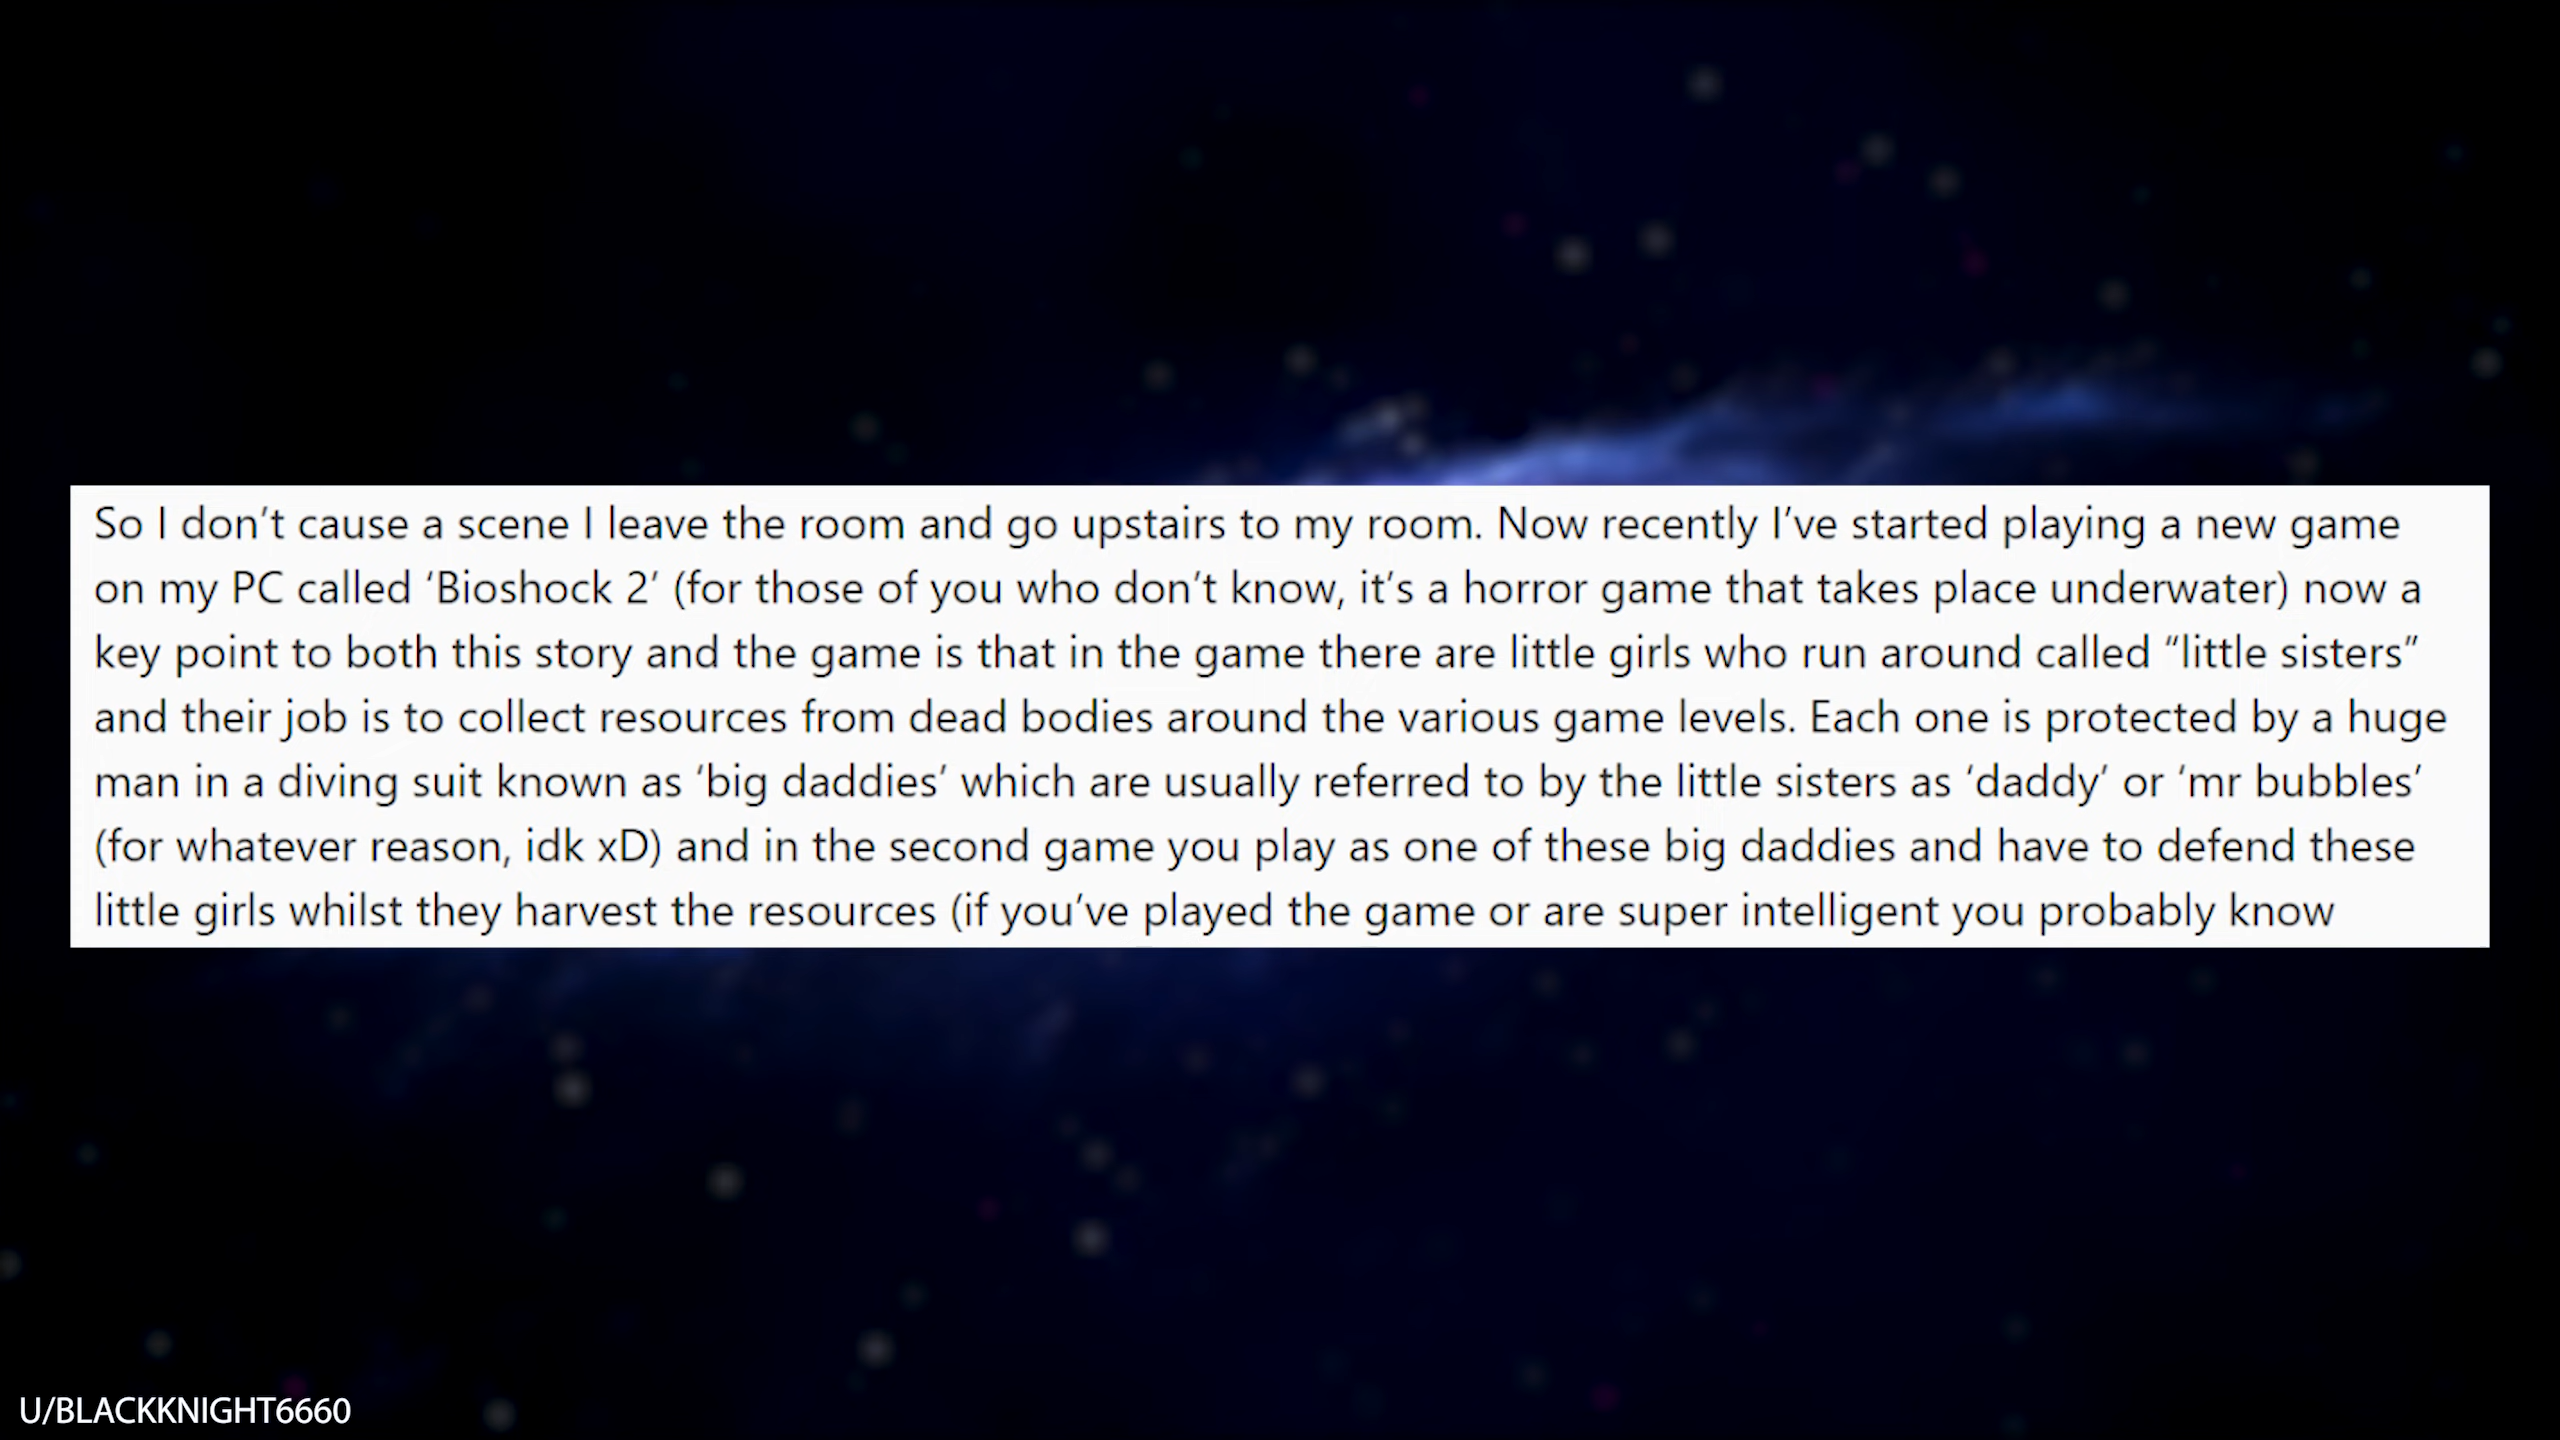 So I don’t cause a scene I leave the room and go upstairs to my room. Now recently I’ve started playing a new game
on my PC called ‘Bioshock 2’ (for those of you who don’t know, it’s a horror game that takes place underwater) now a
key point to both this story and the game is that in the game there are little girls who run around called “little sisters”
and their job is to collect resources from dead bodies around the various game levels. Each one is protected by a huge
man in a diving suit known as ‘big daddies’ which are usually referred to by the little sisters as ‘daddy’ or ‘mr bubbles’
(for whatever reason, idk xD) and in the second game you play as one of these big daddies and have to defend these
little girls whilst they harvest the resources (if you’ve played the game or are super intelligent you probably know
U/BLACKKNIGHT6660